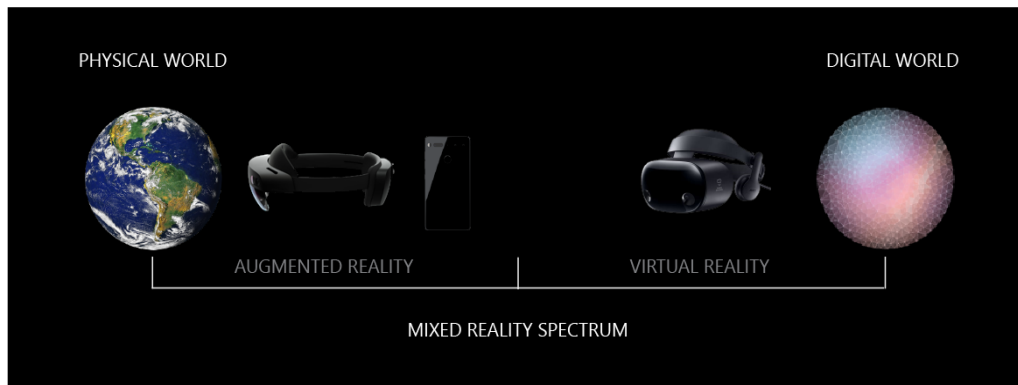 PHYSICAL WORLD
DIGITAL WORLD
AUGMENTED REALITY
VIRTUAL REALITY
MIXED REALITY SPECTRUM